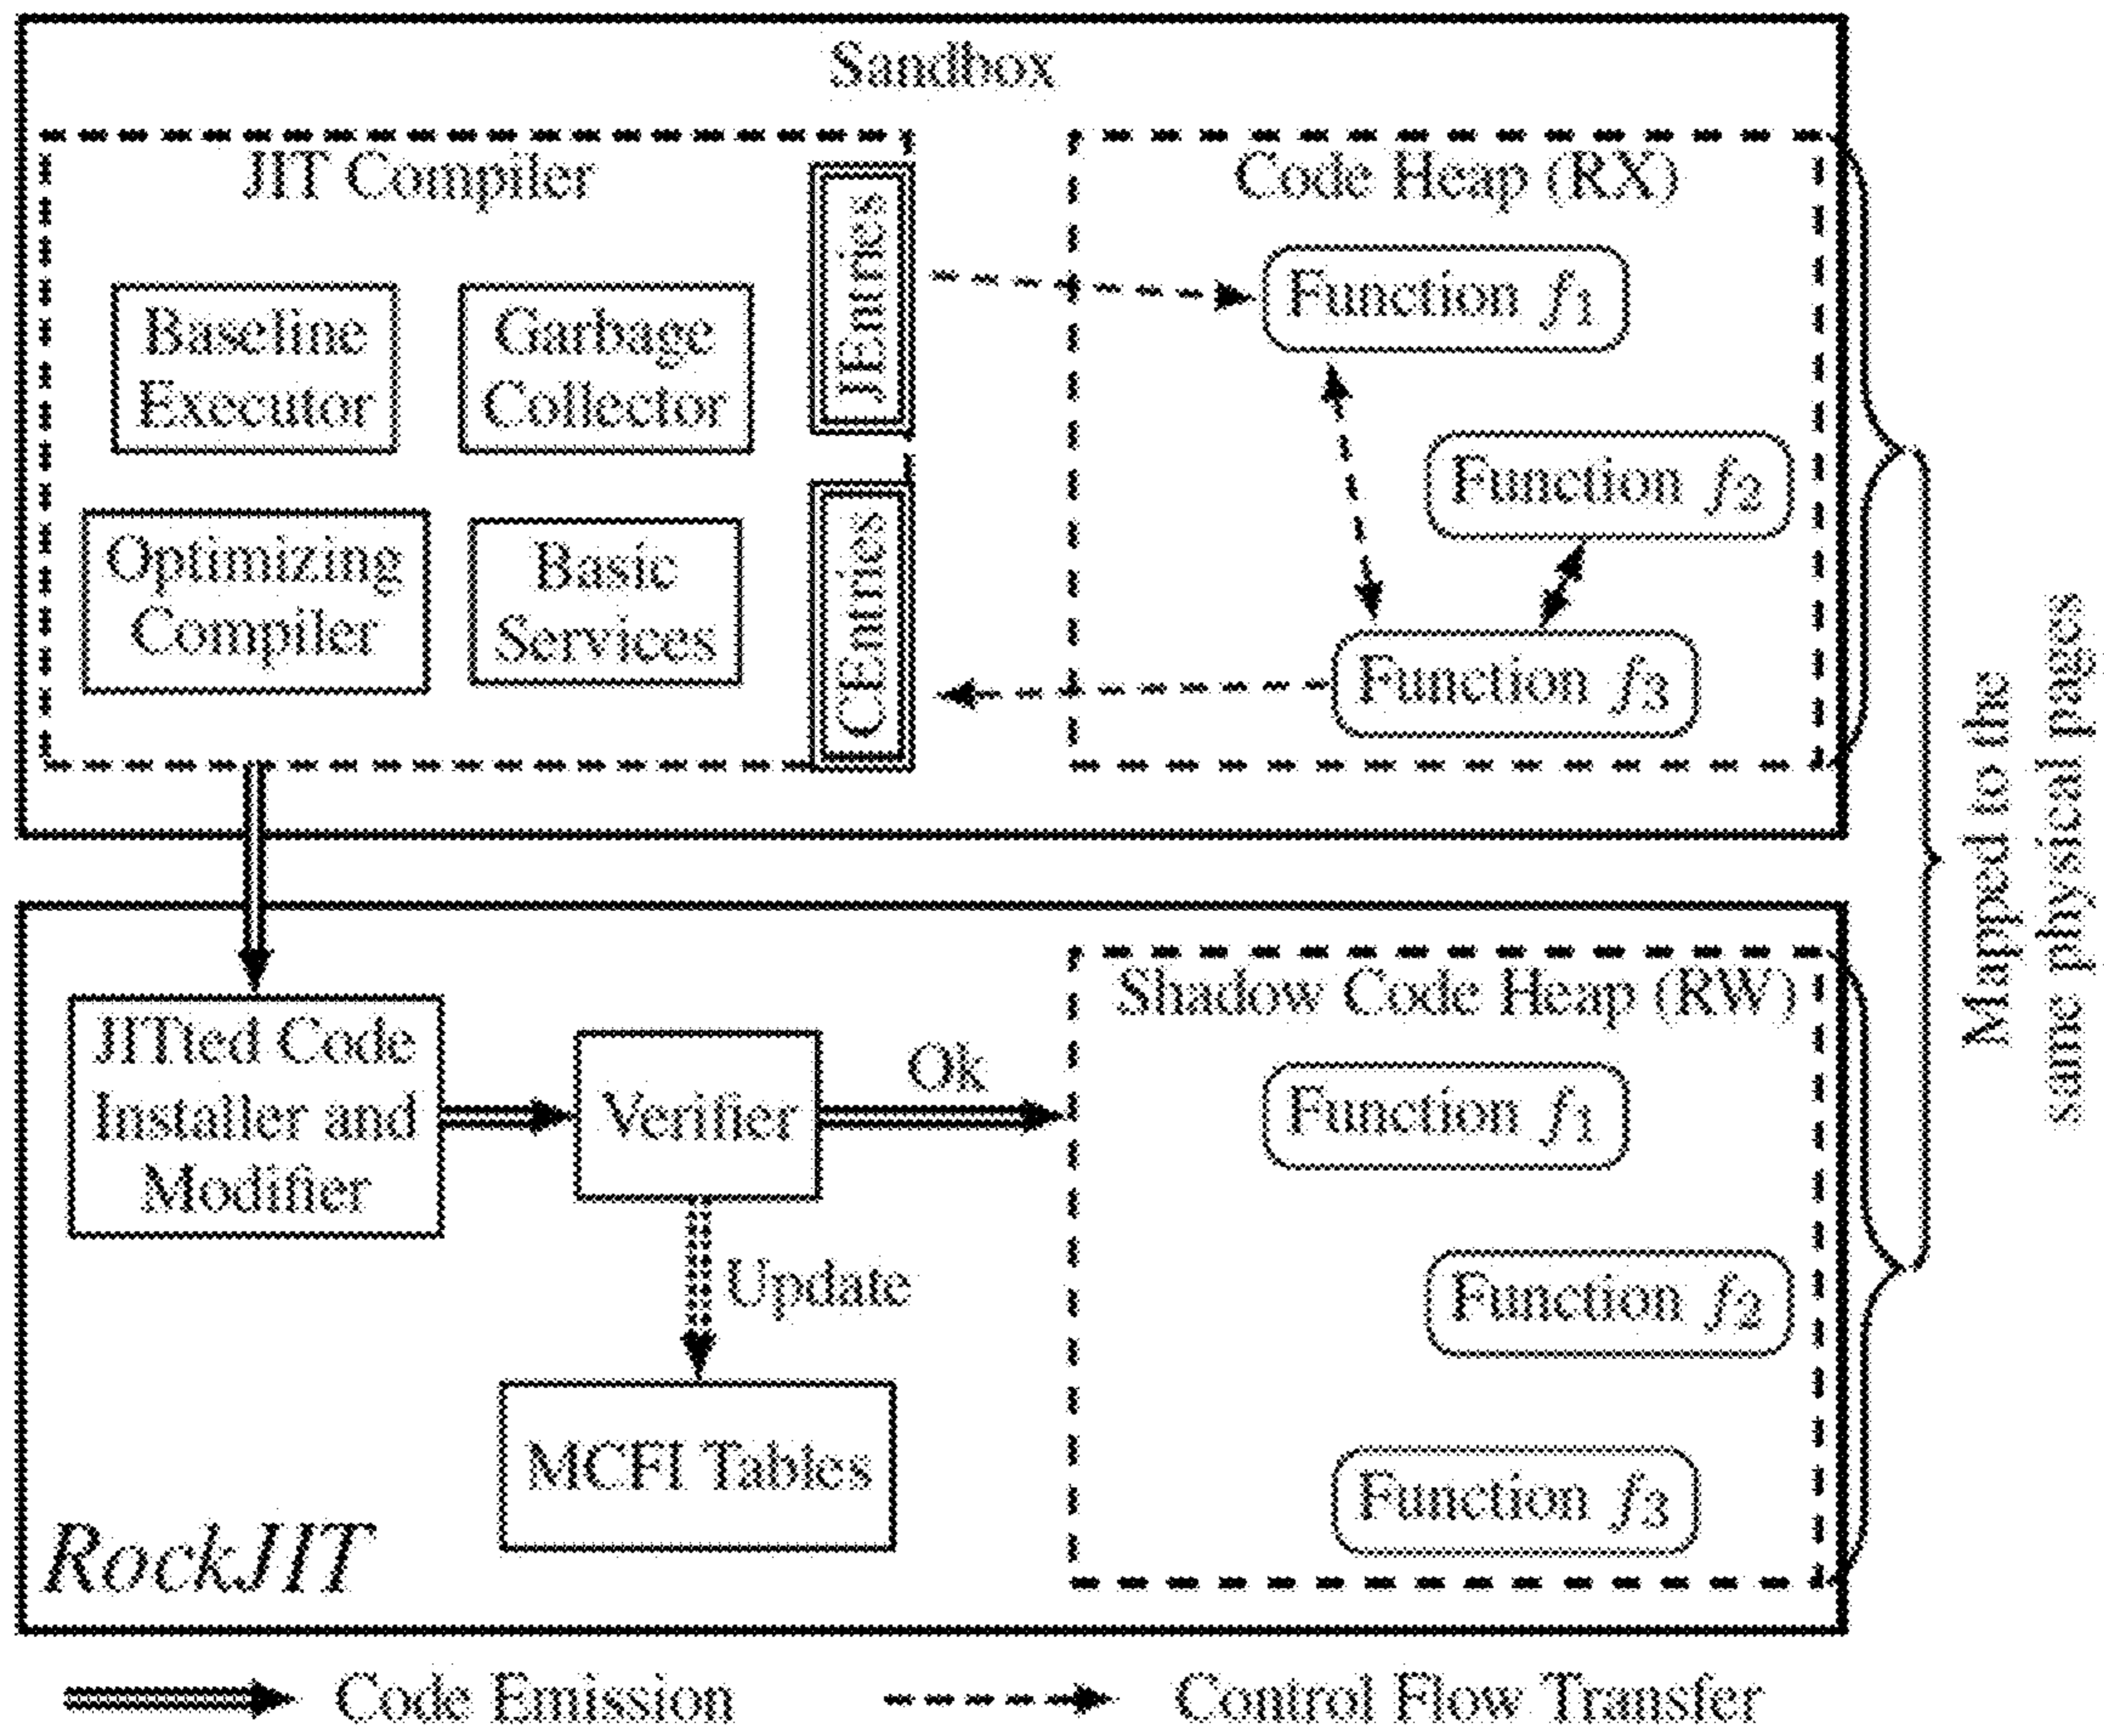 Sandbox
JIT Compiler
Baseline
Executor
Garbage
Collector
Optimizing
Compiler
Basic
Services
JIEntries
CEntries
Code Heap (RX)
Function f1
Function f2
Function f3
Mapped to the
same physical pages
JITted Code
Installer and
Modifier
Verifier
Ok
Update
MCFI Tables
RockJIT
Shadow Code Heap (RW)
Function f1
Function f2
Function f3
Code Emission
Control Flow Transfer